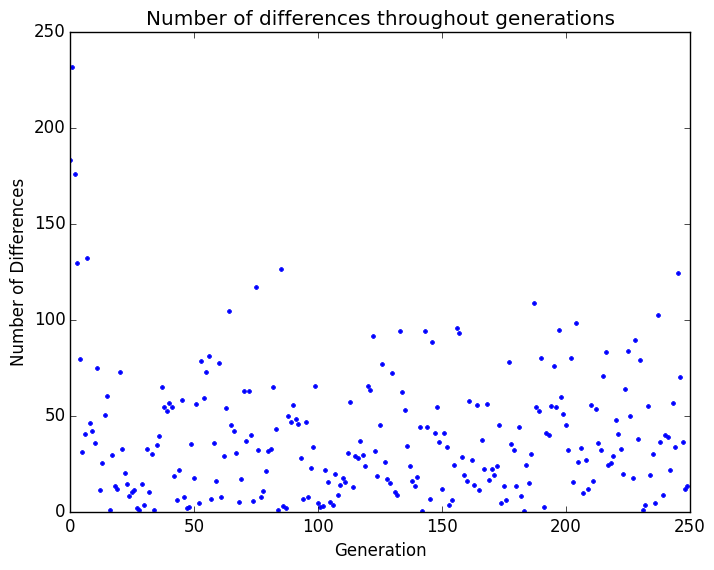 Number of differences throughout generations
Number of Differences
250
200
150
100
50
0
0 50 100 150 200 250
Generation